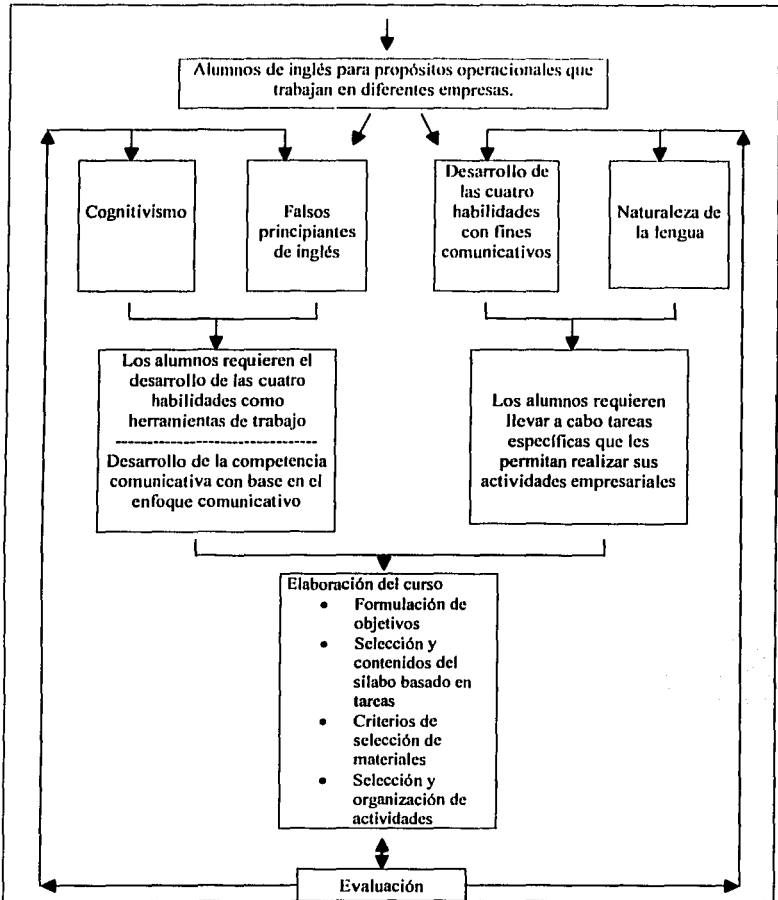 Alumnos de inglés para propósitos operacionales que
trabajan en diferentes empresas.
Cognitivismo
Falsos
principiantes
de inglés
Desarrollo de
las cuatro
habilidades
con fines
comunicativos
Naturaleza de
la lengua
Los alumnos requieren el
desarrollo de las cuatro
habilidades como
herramientas de trabajo
Desarrollo de la competencia
comunicativa con base en el
enfoque comunicativo
Los alumnos requieren
llevar a cabo tareas
específicas que les
permitan realizar sus
actividades empresariales
Elaboración del curso
• Formulación de
objetivos
• Selección y
contenidos del
sílabo basado en
tareas
• Criterios de
selección de
materiales
• Selección y
organización de
actividades
Evaluación